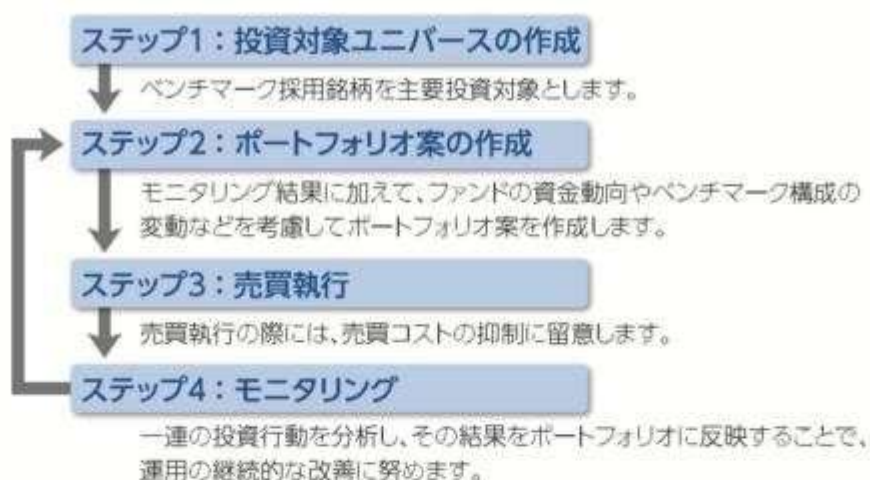 ステップ1：投資対象ユニバースの作成
ベンチマーク採用銘柄を主要投資対象とします。
ステップ2：ポートフォリオ案の作成
モニタリング結果に加えて、ファンドの資金動向やベンチマーク構成の
変動などを考慮してポートフォリオ案を作成します。
ステップ3：売買執行
売買執行の際には、売買コストの抑制に留意します。
ステップ4：モニタリング
一連の投資行動を分析し、その結果をポートフォリオに反映することで、
運用の継続的な改善に努めます。